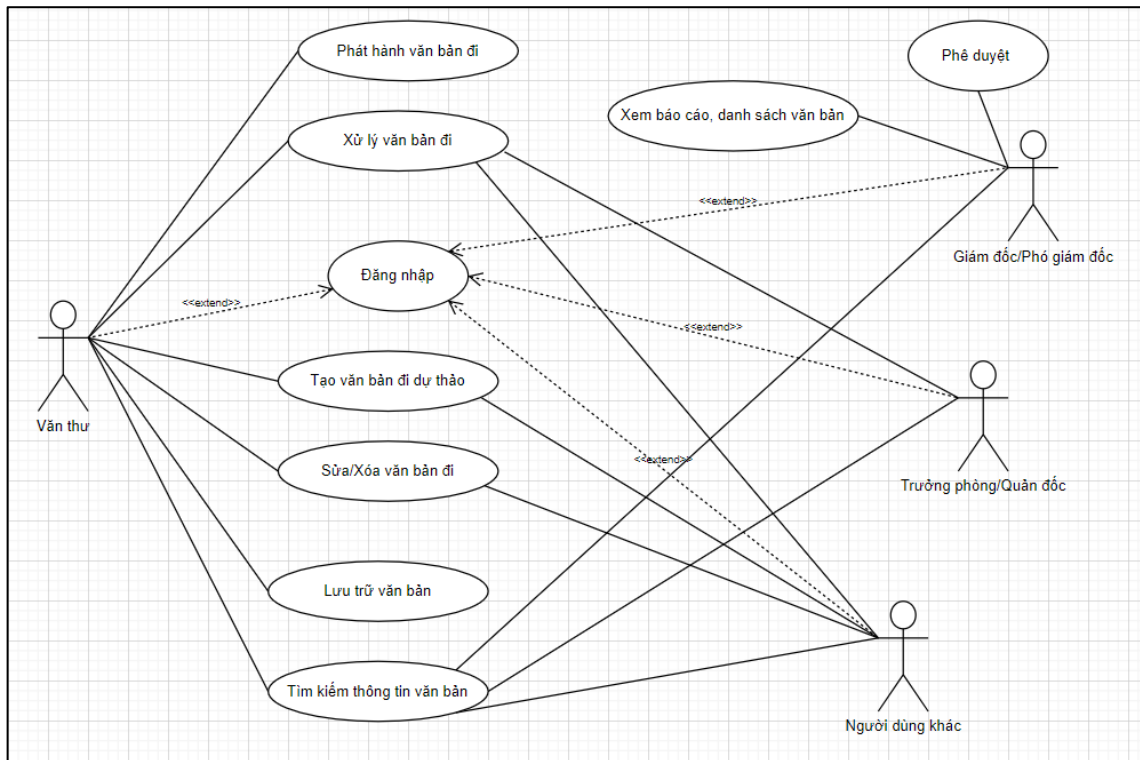 Phát hành văn bản đi
Phê duyệt
Xem báo cáo, danh sách văn bản
Xử lý văn bản đi
<<extend>>
Giám đốc/Phó giám đốc
Đăng nhập
<<extend>>
<<extend>>
Tạo văn bản đi dự thảo
Văn thư
Sửa/Xóa văn bản đi
<<extend>>
Trưởng phòng/Quản đốc
Lưu trữ văn bản
Tìm kiếm thông tin văn bản
Người dùng khác